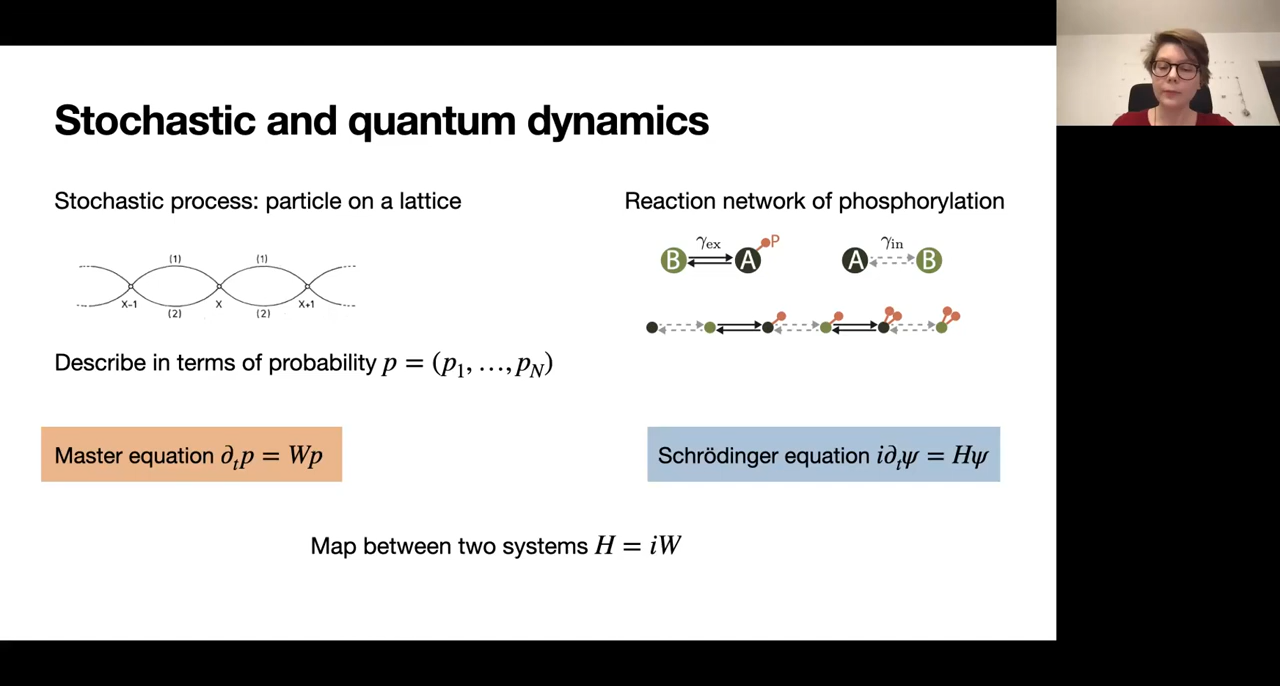 Stochastic and quantum dynamics
Stochastic process: particle on a lattice
(1) (1)
X-1 X X+1
(2) (2)
Describe in terms of probability p = (p₁, …, p_N)
Reaction network of phosphorylation
B γex A P
A γin B
Master equation ∂ₜp = Wp
Schrödinger equation i∂ₜψ = Hψ
Map between two systems H = iW